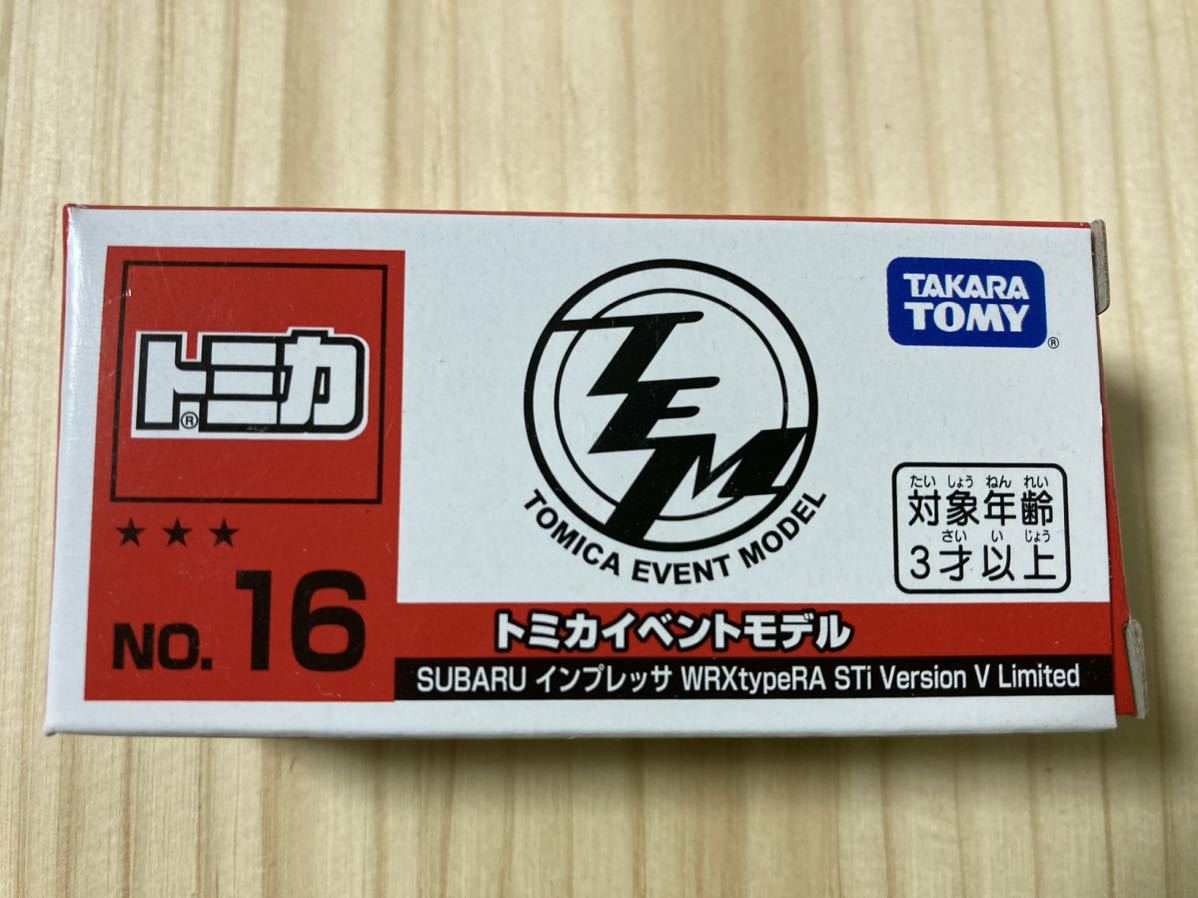 トミカ®
NO. 16
TEM
TOMICA EVENT MODEL
TAKARA
TOMY®
たい しょう ねん れい
対象年齢
さい い じょう
3才以上
トミカイベントモデル
SUBARU インプレッサ WRXtypeRA STi Version V Limited